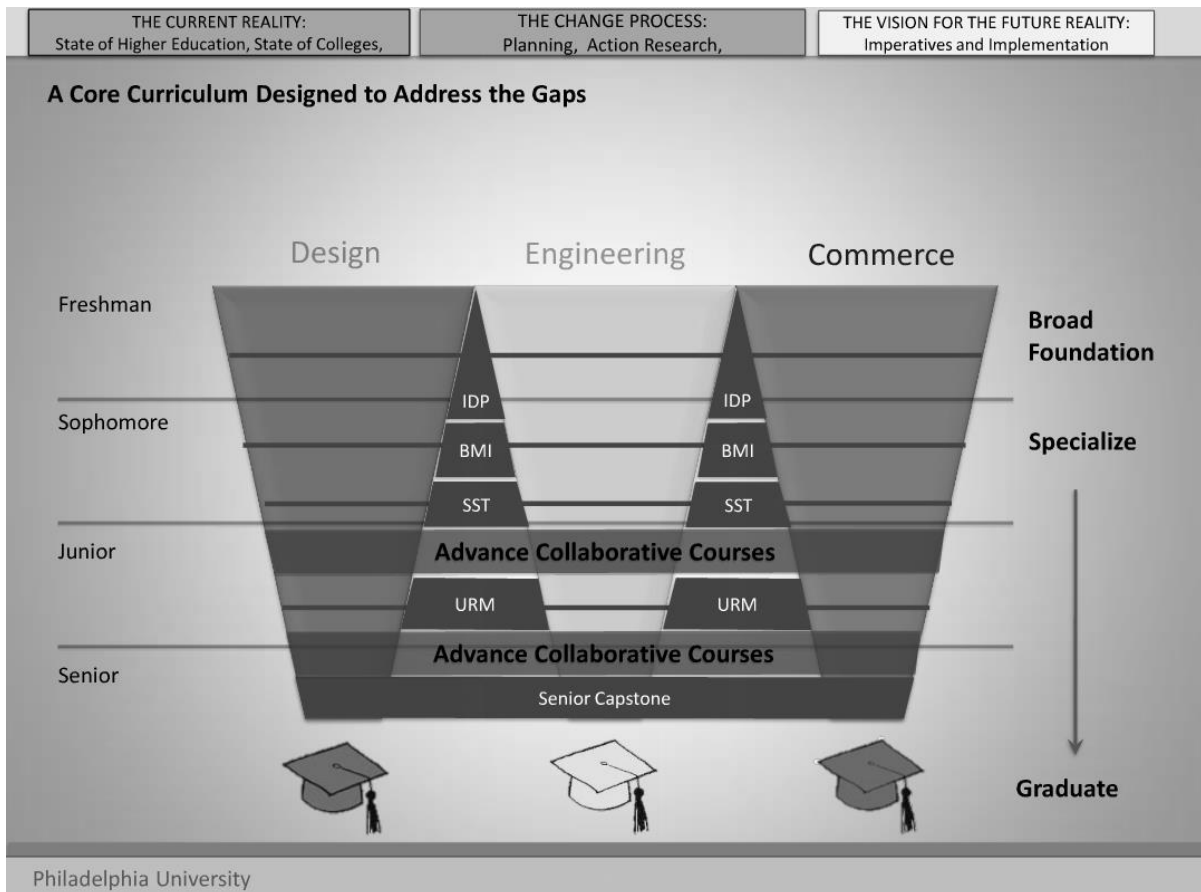 THE CURRENT REALITY:
State of Higher Education, State of Colleges,
THE CHANGE PROCESS:
Planning, Action Research,
THE VISION FOR THE FUTURE REALITY:
Imperatives and Implementation
A Core Curriculum Designed to Address the Gaps
Design
Engineering
Commerce
Freshman
Broad
Foundation
IDP
IDP
Sophomore
Specialize
BMI
BMI
SST
SST
Junior
Advance Collaborative Courses
URM
URM
Advance Collaborative Courses
Senior
Senior Capstone
Graduate
Philadelphia University